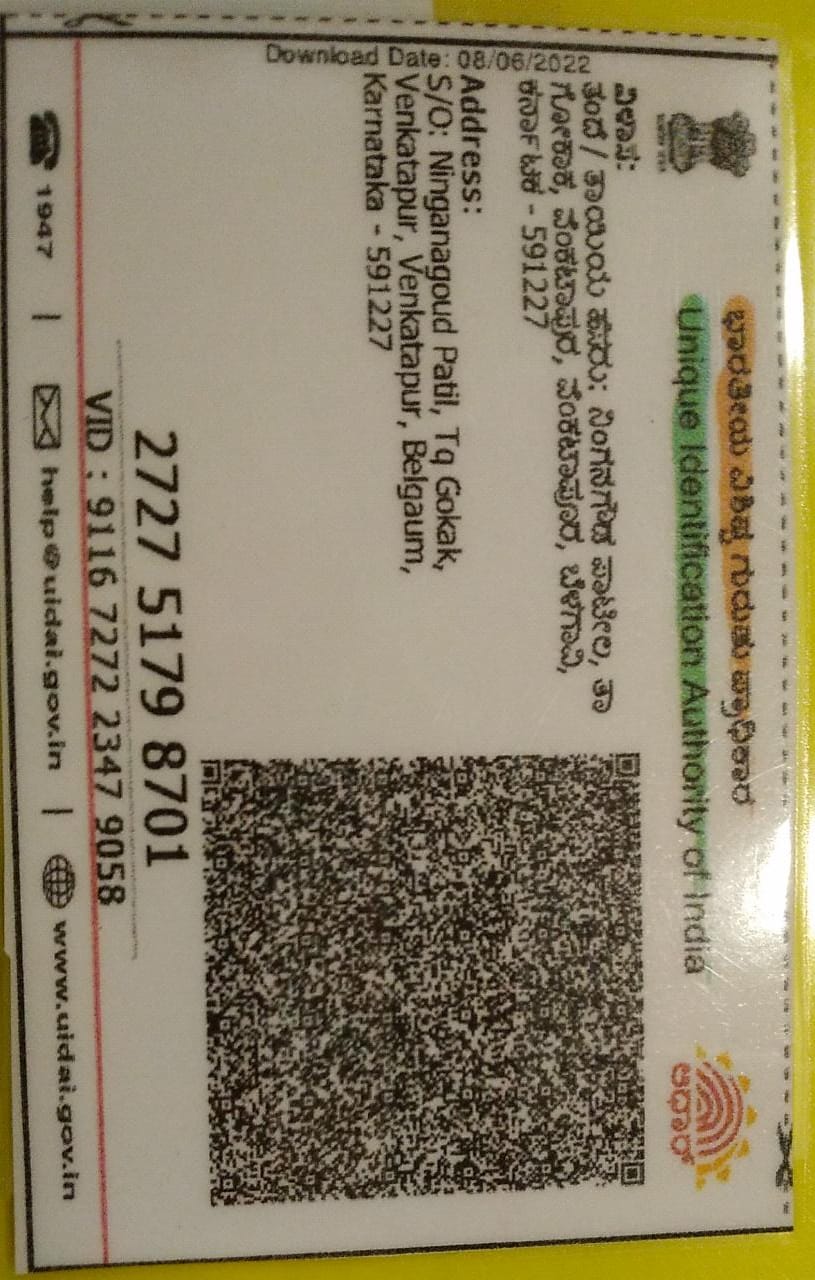 ಭಾರತೀಯ ವಿಶಿಷ್ಟ ಗುರುತು ಪ್ರಾಧಿಕಾರ
Unique Identification Authority of India
ಆಧಾರ್
Download Date: 08/06/2022
ವಿಳಾಸ:
ತಂದೆ / ತಾಯಿಯ ಹೆಸರು: ನಿಂಗನಗೌಡ ಪಾಟೀಲ, ತಾ
ಗೋಕಾಕ, ವೆಂಕಟಾಪುರ, ವೆಂಕಟಾಪುರ, ಬೆಳಗಾವಿ,
ಕರ್ನಾಟಕ - 591227
Address:
S/O: Ninganagoud Patil, Tq Gokak,
Venkatapur, Venkatapur, Belgaum,
Karnataka - 591227
2727 5179 8701
VID : 9116 7272 2347 9058
1947 | help@uidai.gov.in | www.uidai.gov.in